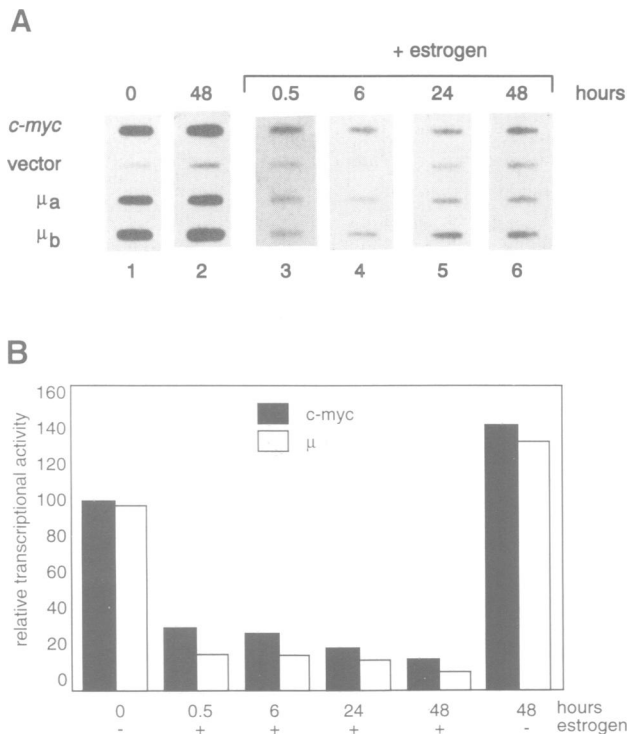 A
+ estrogen
0 48 0.5 6 24 48 hours
c-myc
vector
μa
μb
1 2 3 4 5 6
B
relative transcriptional activity
160
140
120
100
80
60
40
20
0
c-myc
μ
0 0.5 6 24 48 48 hours
- + + + + - estrogen